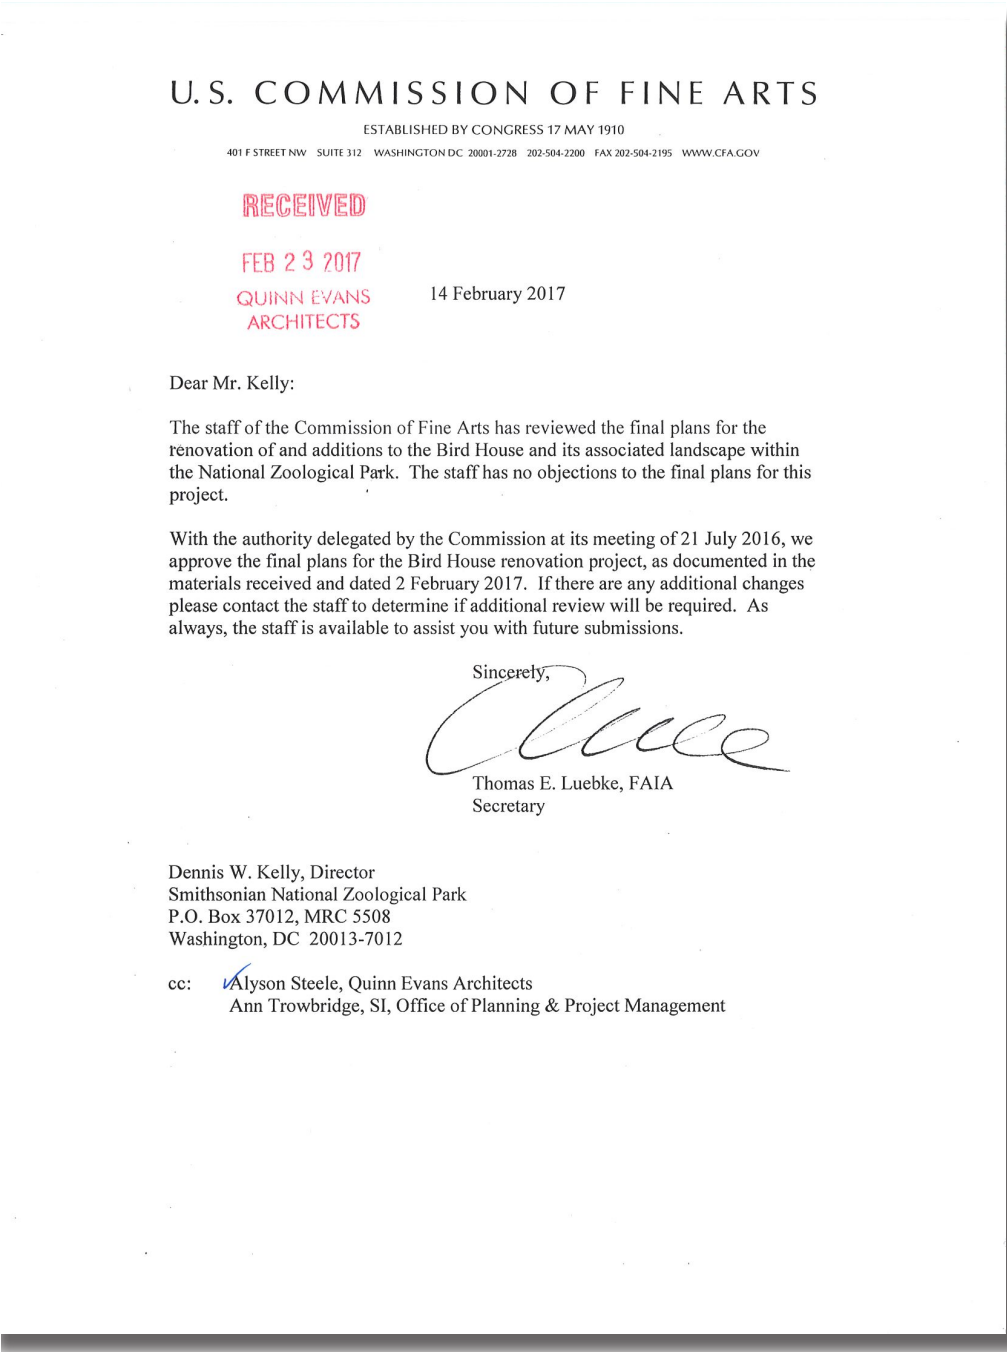 U.S. COMMISSION OF FINE ARTS
ESTABLISHED BY CONGRESS 17 MAY 1910
401 F STREET NW SUITE 312 WASHINGTON DC 20001-2728 202-504-2200 FAX 202-504-2195 WWW.CFA.GOV
RECEIVED
FEB 23 2017
QUINN EVANS
ARCHITECTS
14 February 2017
Dear Mr. Kelly:
The staff of the Commission of Fine Arts has reviewed the final plans for the
renovation of and additions to the Bird House and its associated landscape within
the National Zoological Park. The staff has no objections to the final plans for this
project.
With the authority delegated by the Commission at its meeting of 21 July 2016, we
approve the final plans for the Bird House renovation project, as documented in the
materials received and dated 2 February 2017. If there are any additional changes
please contact the staff to determine if additional review will be required. As
always, the staff is available to assist you with future submissions.
Sincerely,
Thomas E. Luebke, FAIA
Secretary
Dennis W. Kelly, Director
Smithsonian National Zoological Park
P.O. Box 37012, MRC 5508
Washington, DC 20013-7012
cc: Alyson Steele, Quinn Evans Architects
Ann Trowbridge, SI, Office of Planning & Project Management